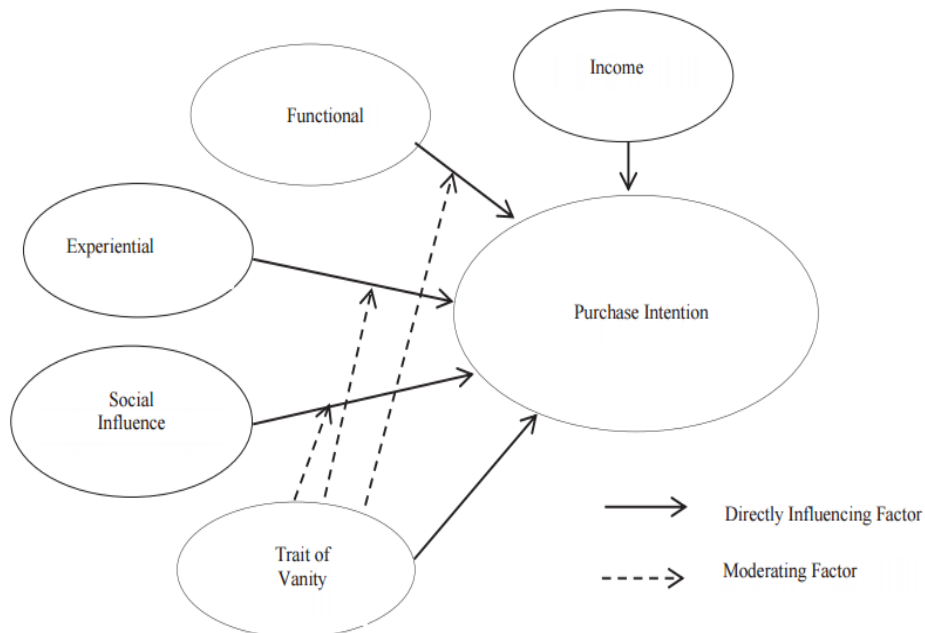 Income
Functional
Experiential
Purchase Intention
Social
Influence
Trait of
Vanity
Directly Influencing Factor
Moderating Factor